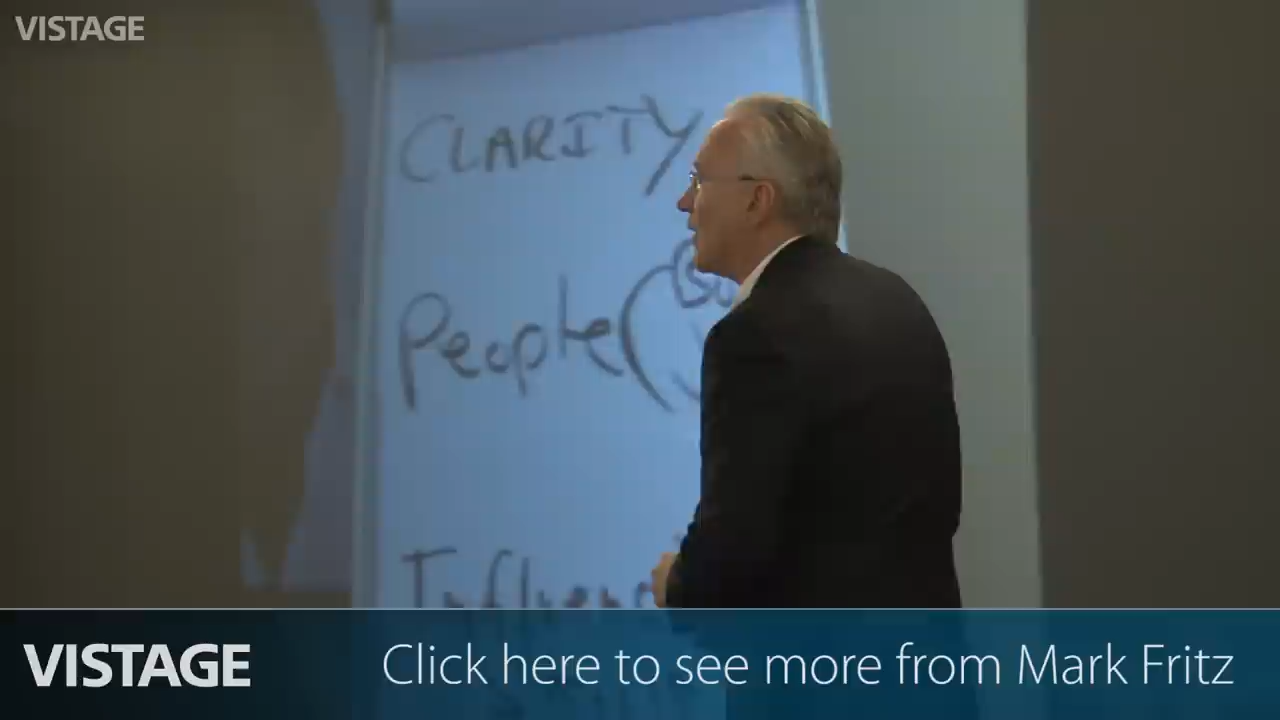 VISTAGE
CLARITY
People
VISTAGE Click here to see more from Mark Fritz